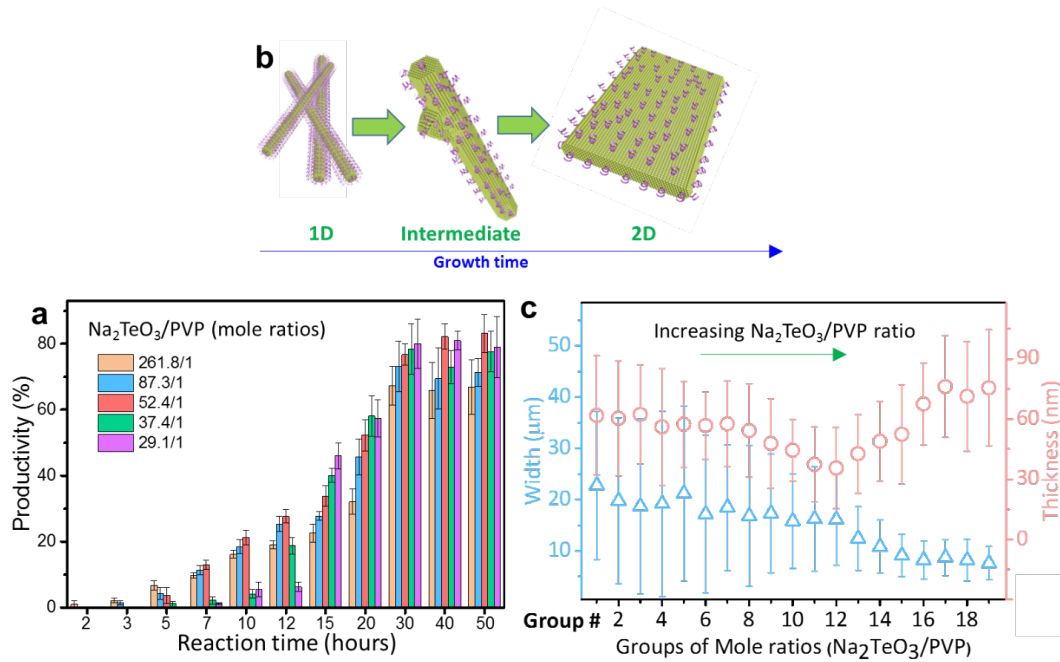 b
1D Intermediate 2D
Growth time
a
Na₂TeO₃/PVP (mole ratios)
261.8/1
87.3/1
52.4/1
37.4/1
29.1/1
Productivity (%)
80
60
40
20
0
2 3 5 7 10 12 15 20 30 40 50
Reaction time (hours)
c
Increasing Na₂TeO₃/PVP ratio
Width (μm)
50
40
30
20
10
Thickness (nm)
90
60
30
0
Group # 2 4 6 8 10 12 14 16 18
Groups of Mole ratios (Na₂TeO₃/PVP)